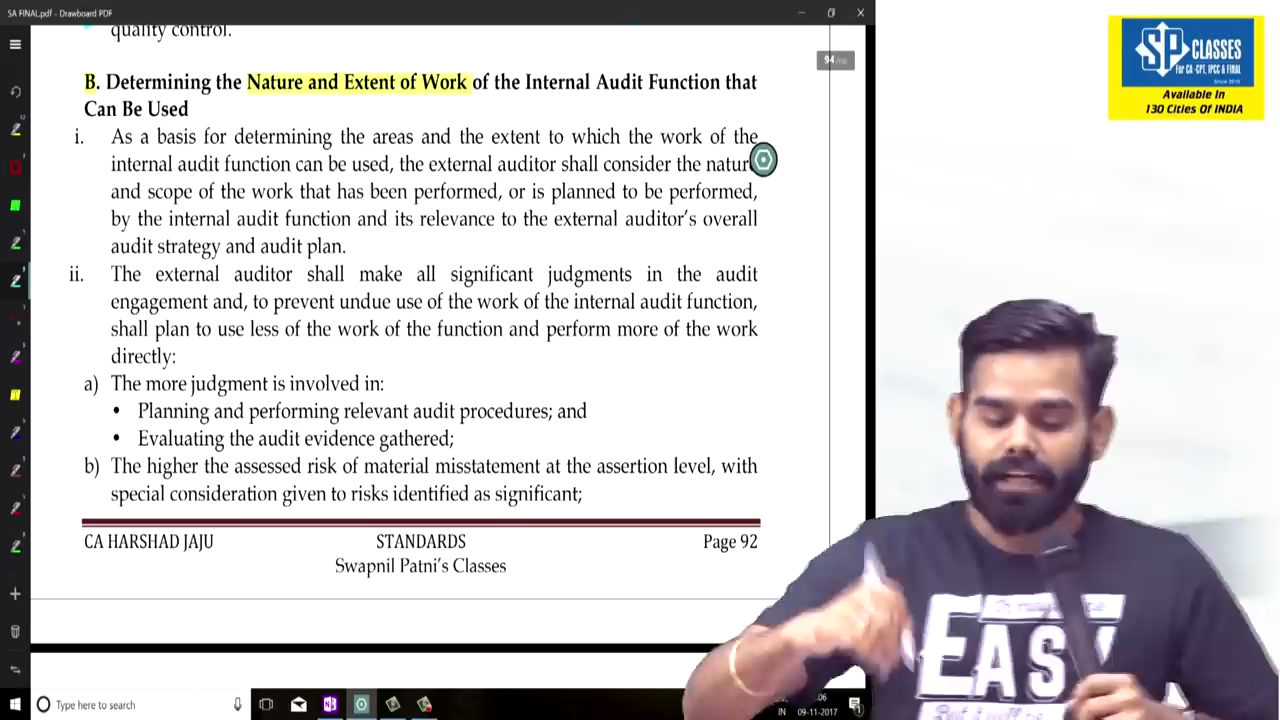 SA FINAL.pdf - Drawboard PDF
quality control.
94
B. Determining the Nature and Extent of Work of the Internal Audit Function that
Can Be Used
i. As a basis for determining the areas and the extent to which the work of the
internal audit function can be used, the external auditor shall consider the nature
and scope of the work that has been performed, or is planned to be performed,
by the internal audit function and its relevance to the external auditor's overall
audit strategy and audit plan.
ii. The external auditor shall make all significant judgments in the audit
engagement and, to prevent undue use of the work of the internal audit function,
shall plan to use less of the work of the function and perform more of the work
directly:
a) The more judgment is involved in:
• Planning and performing relevant audit procedures; and
• Evaluating the audit evidence gathered;
b) The higher the assessed risk of material misstatement at the assertion level, with
special consideration given to risks identified as significant;
CA HARSHAD JAJU STANDARDS Page 92
Swapnil Patni's Classes
Type here to search
.06
IN 09-11-2017
SP CLASSES
For CA - CPT, IPCC & FINAL
Since 2010
Available In
130 Cities Of INDIA
EASY